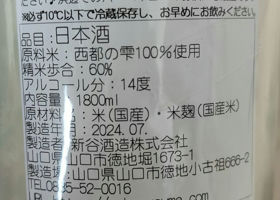 ※必ず10℃以下で冷蔵保存し、お早めにお飲みください
品目:日本酒
原料米:西都の雫100%使用
精米歩合:60%
アルコール分:14度
内容量:1800ml
原料:米(国産)・米麹(国産米)
製造年月:2024.07.
製造者:新谷酒造株式会社
山口県山口市徳地堀1673-1
山口県山口市徳地小古祖666-2
TEL0835-52-0016